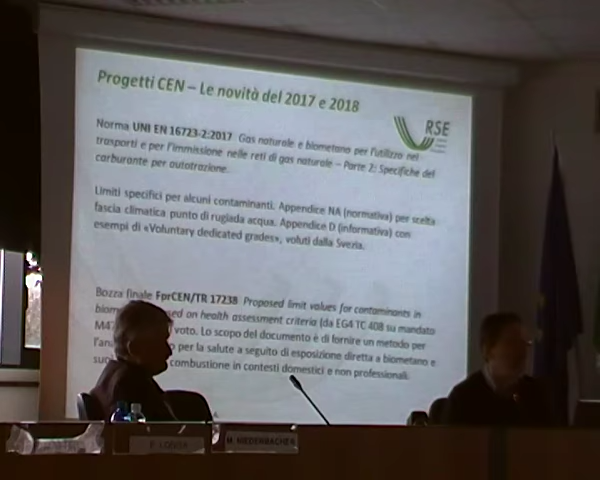 Progetti CEN – Le novità del 2017 e 2018
RSE
Norma UNI EN 16723-2:2017 Gas naturale e biometano per l'utilizzo nei
trasporti e per l'immissione nelle reti di gas naturale – Parte 2: Specifiche del
carburante per autotrazione.
Limiti specifici per alcuni contaminanti. Appendice NA (normativa) per scelta
fascia climatica punto di rugiada acqua. Appendice D (informativa) con
esempi di «Voluntary dedicated grades», voluti dalla Svezia.
Bozza finale FprCEN/TR 17238 Proposed limit values for contaminants in
biom sed on health assessment criteria (da EG4 TC 408 su mandato
M47 voto. Lo scopo del documento è di fornire un metodo per
l'ana o per la salute a seguito di esposizione diretta a biometano e
suo combustione in contesti domestici e non professionali.
M. NIEDENBACHER